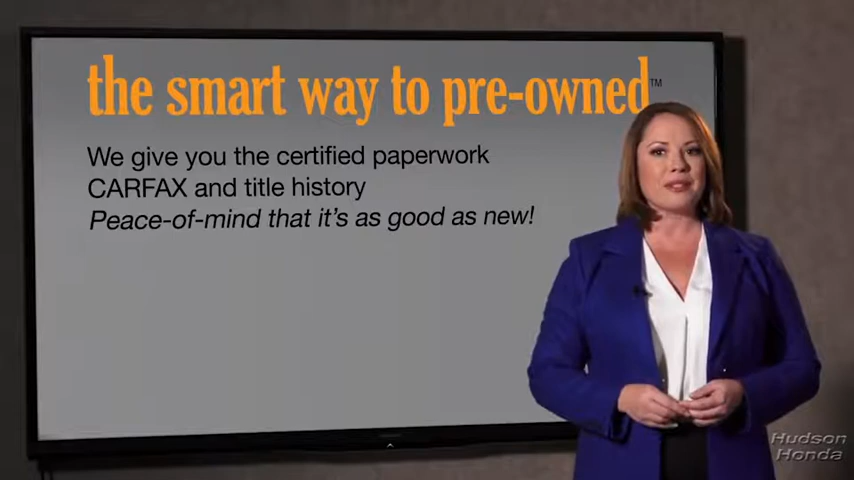 the smart way to pre-owned™
We give you the certified paperwork
CARFAX and title history
Peace-of-mind that it's as good as new!
Hudson
Honda